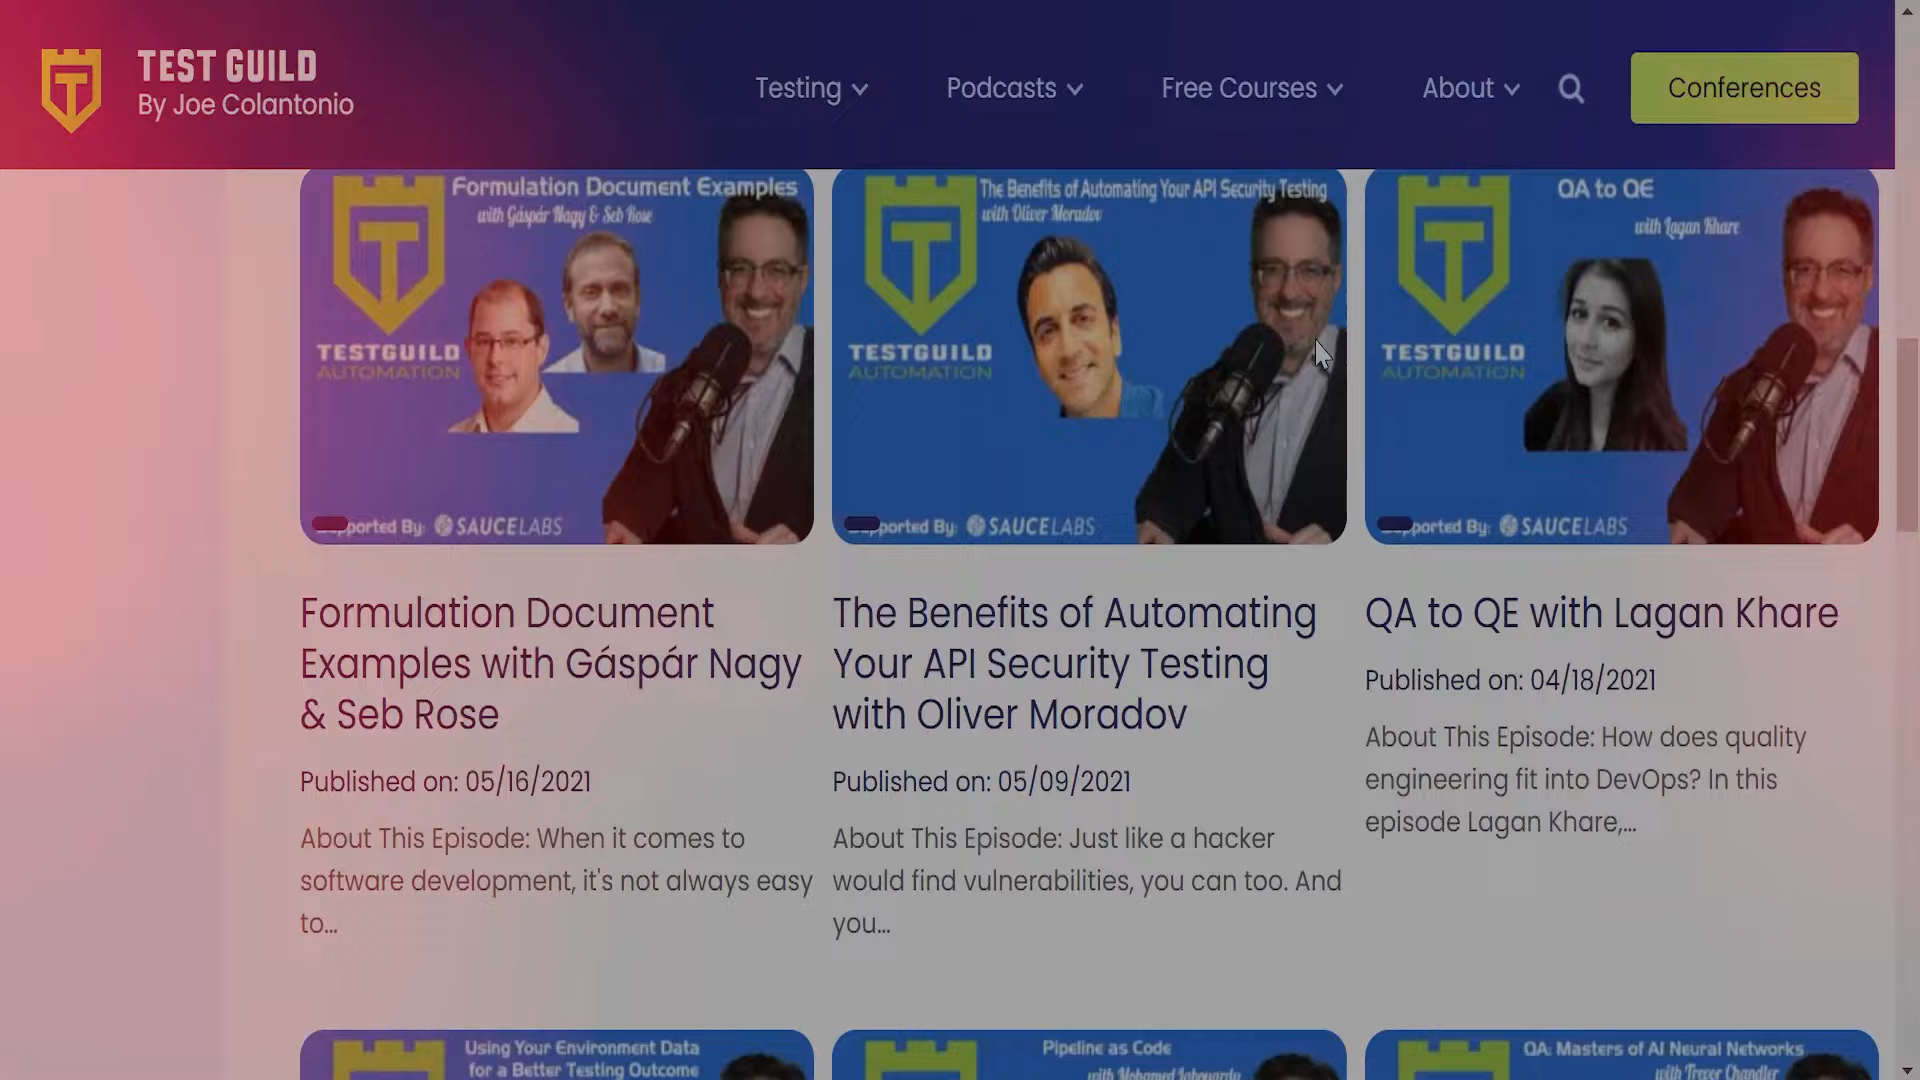 TEST GUILD
By Joe Colantonio
Testing
Podcasts
Free Courses
About
Conferences
Formulation Document Examples
with Gáspár Nagy & Seb Rose
TESTGUILD
AUTOMATION
pported By: SAUCELABS
The Benefits of Automating Your API Security Testing
with Oliver Moradov
TESTGUILD
AUTOMATION
pported By: SAUCELABS
QA to QE
with Lagan Khare
TESTGUILD
AUTOMATION
pported By: SAUCELABS
Formulation Document
Examples with Gáspár Nagy
& Seb Rose
Published on: 05/16/2021
About This Episode: When it comes to
software development, it's not always easy
to...
The Benefits of Automating
Your API Security Testing
with Oliver Moradov
Published on: 05/09/2021
About This Episode: Just like a hacker
would find vulnerabilities, you can too. And
you...
QA to QE with Lagan Khare
Published on: 04/18/2021
About This Episode: How does quality
engineering fit into DevOps? In this
episode Lagan Khare,...
Using Your Environment Data
for a Better Testing Outcome
Pipeline as Code
with Mohamed
QA: Masters of AI Neural Networks
with Trevor Chandler